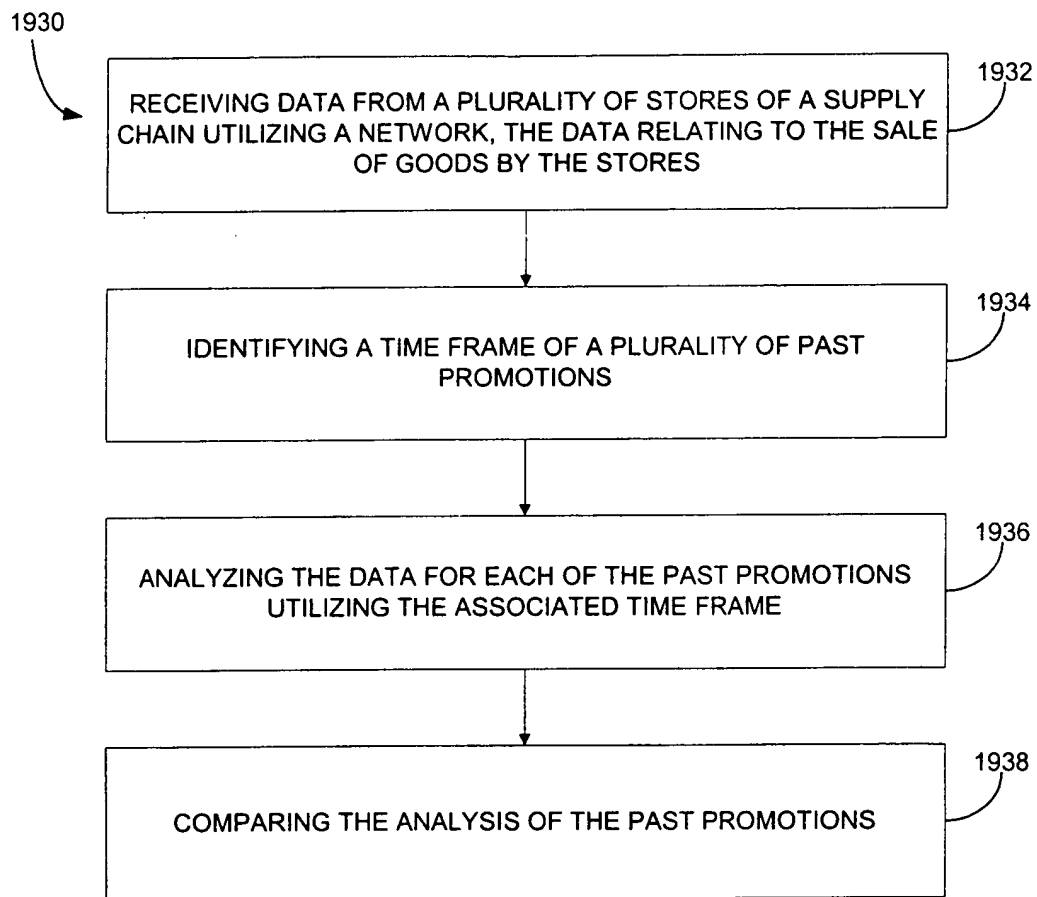 1930
1932
RECEIVING DATA FROM A PLURALITY OF STORES OF A SUPPLY
CHAIN UTILIZING A NETWORK, THE DATA RELATING TO THE SALE
OF GOODS BY THE STORES
1934
IDENTIFYING A TIME FRAME OF A PLURALITY OF PAST
PROMOTIONS
1936
ANALYZING THE DATA FOR EACH OF THE PAST PROMOTIONS
UTILIZING THE ASSOCIATED TIME FRAME
1938
COMPARING THE ANALYSIS OF THE PAST PROMOTIONS